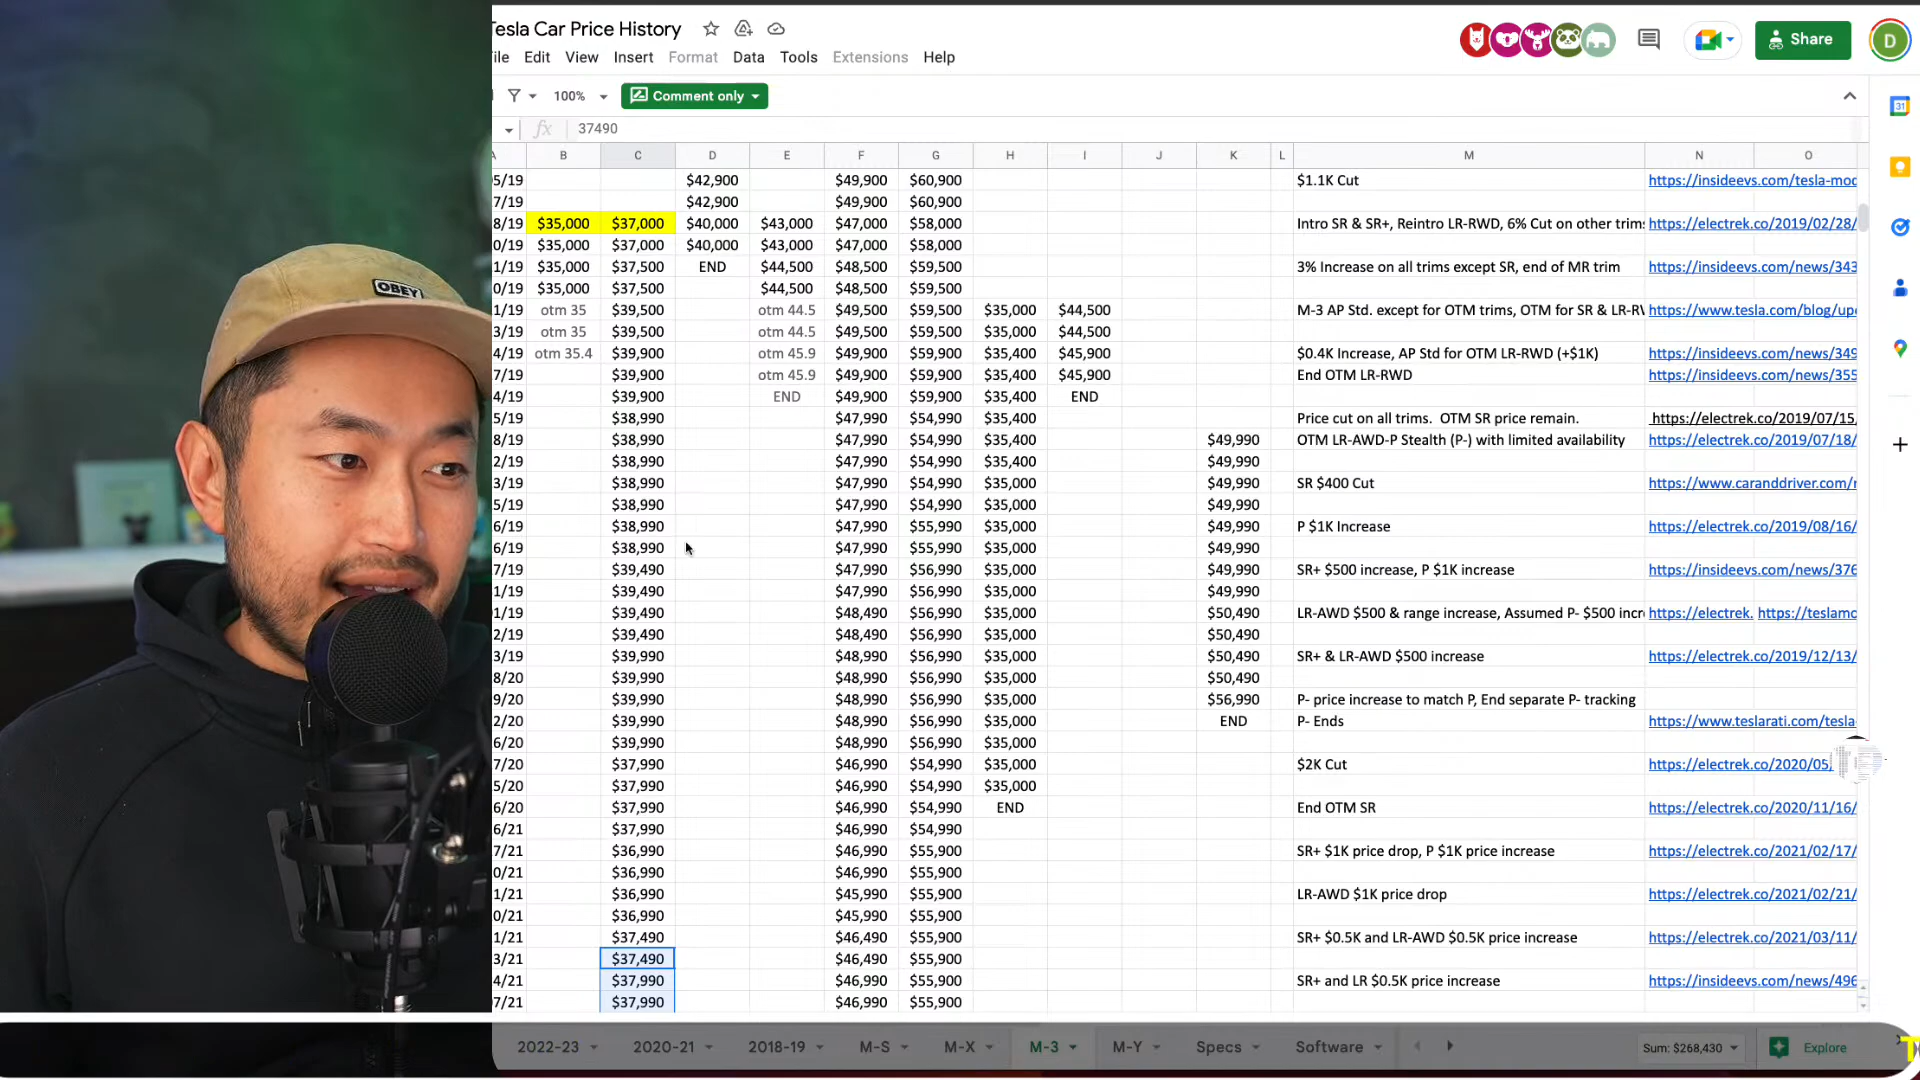 Tesla Car Price History
File Edit View Insert Format Data Tools Extensions Help
Share
D
100% Comment only
fx 37490
B C D E F G H I J K L M N O
5/19 $42,900 $49,900 $60,900 $1.1K Cut https://insideevs.com/tesla-mod
7/19 $42,900 $49,900 $60,900
8/19 $35,000 $37,000 $40,000 $43,000 $47,000 $58,000 Intro SR & SR+, Reintro LR-RWD, 6% Cut on other trims https://electrek.co/2019/02/28/
0/19 $35,000 $37,000 $40,000 $43,000 $47,000 $58,000
1/19 $35,000 $37,500 END $44,500 $48,500 $59,500 3% Increase on all trims except SR, end of MR trim https://insideevs.com/news/343
0/19 $35,000 $37,500 $44,500 $48,500 $59,500
1/19 otm 35 $39,500 otm 44.5 $49,500 $59,500 $35,000 $44,500 M-3 AP Std. except for OTM trims, OTM for SR & LR-RV https://www.tesla.com/blog/upd
3/19 otm 35 $39,500 otm 44.5 $49,500 $59,500 $35,000 $44,500
4/19 otm 35.4 $39,900 otm 45.9 $49,900 $59,900 $35,400 $45,900 $0.4K Increase, AP Std for OTM LR-RWD (+$1K) https://insideevs.com/news/349
7/19 $39,900 otm 45.9 $49,900 $59,900 $35,400 $45,900 End OTM LR-RWD https://insideevs.com/news/355
4/19 $39,900 END $49,900 $59,900 $35,400 END
5/19 $38,990 $47,990 $54,990 $35,400 Price cut on all trims. OTM SR price remain. https://electrek.co/2019/07/15,
8/19 $38,990 $47,990 $54,990 $35,400 $49,990 OTM LR-AWD-P Stealth (P-) with limited availability https://electrek.co/2019/07/18/
2/19 $38,990 $47,990 $54,990 $35,400 $49,990
3/19 $38,990 $47,990 $54,990 $35,000 $49,990 SR $400 Cut https://www.caranddriver.com/r
5/19 $38,990 $47,990 $54,990 $35,000 $49,990
6/19 $38,990 $47,990 $55,990 $35,000 $49,990 P $1K Increase https://electrek.co/2019/08/16/
6/19 $38,990 $47,990 $55,990 $35,000 $49,990
7/19 $39,490 $47,990 $56,990 $35,000 $49,990 SR+ $500 increase, P $1K increase https://insideevs.com/news/376
1/19 $39,490 $47,990 $56,990 $35,000 $49,990
1/19 $39,490 $48,490 $56,990 $35,000 $50,490 LR-AWD $500 & range increase, Assumed P- $500 incr https://electrek. https://teslamo
2/19 $39,490 $48,490 $56,990 $35,000 $50,490
3/19 $39,990 $48,990 $56,990 $35,000 $50,490 SR+ & LR-AWD $500 increase https://electrek.co/2019/12/13/
8/20 $39,990 $48,990 $56,990 $35,000 $50,490
9/20 $39,990 $48,990 $56,990 $35,000 $56,990 P- price increase to match P, End separate P- tracking
2/20 $39,990 $48,990 $56,990 $35,000 END P- Ends https://www.teslarati.com/tesla-
6/20 $39,990 $48,990 $56,990 $35,000
7/20 $37,990 $46,990 $54,990 $35,000 $2K Cut https://electrek.co/2020/05,
5/20 $37,990 $46,990 $54,990 $35,000
6/20 $37,990 $46,990 $54,990 END End OTM SR https://electrek.co/2020/11/16/
6/21 $37,990 $46,990 $54,990
7/21 $36,990 $46,990 $55,900 SR+ $1K price drop, P $1K price increase https://electrek.co/2021/02/17/
0/21 $36,990 $46,990 $55,900
1/21 $36,990 $45,990 $55,900 LR-AWD $1K price drop https://electrek.co/2021/02/21/
0/21 $36,990 $45,990 $55,900
1/21 $37,490 $46,490 $55,900 SR+ $0.5K and LR-AWD $0.5K price increase https://electrek.co/2021/03/11/
3/21 $37,490 $46,490 $55,900
4/21 $37,990 $46,990 $55,900 SR+ and LR $0.5K price increase https://insideevs.com/news/496
7/21 $37,990 $46,990 $55,900
2022-23 2020-21 2018-19 M-S M-X M-3 M-Y Specs Software Sum: $268,430 Explore
OBEY
31